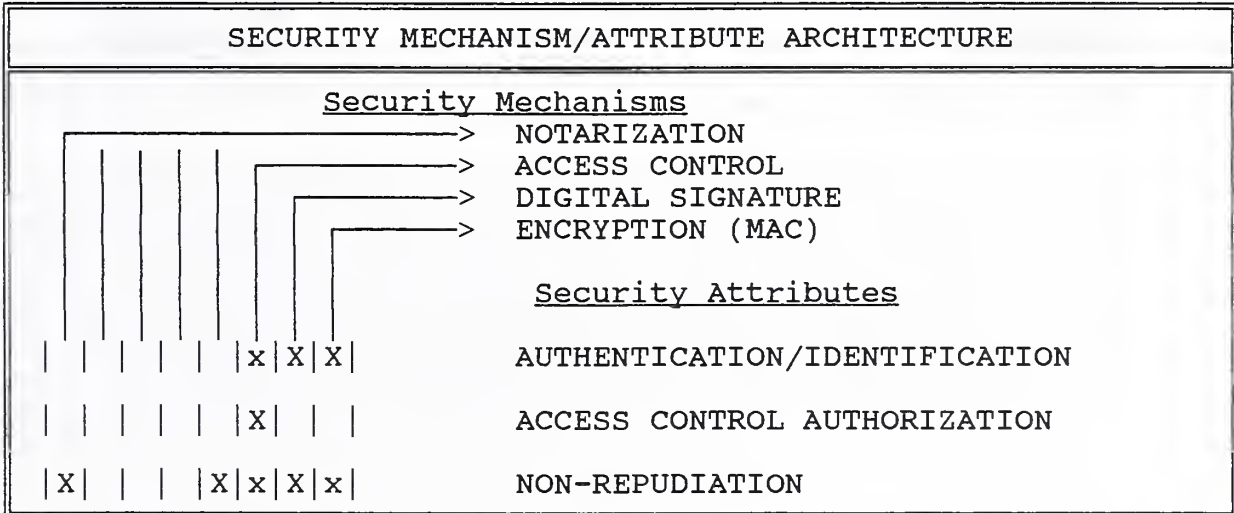 SECURITY MECHANISM/ATTRIBUTE ARCHITECTURE
Security Mechanisms
> NOTARIZATION
> ACCESS CONTROL
> DIGITAL SIGNATURE
> ENCRYPTION (MAC)
Security Attributes
| | | | | |x|X|X| AUTHENTICATION/IDENTIFICATION
| | | | | |x| | | ACCESS CONTROL AUTHORIZATION
|X| | | |X|x|X|x| NON-REPUDIATION